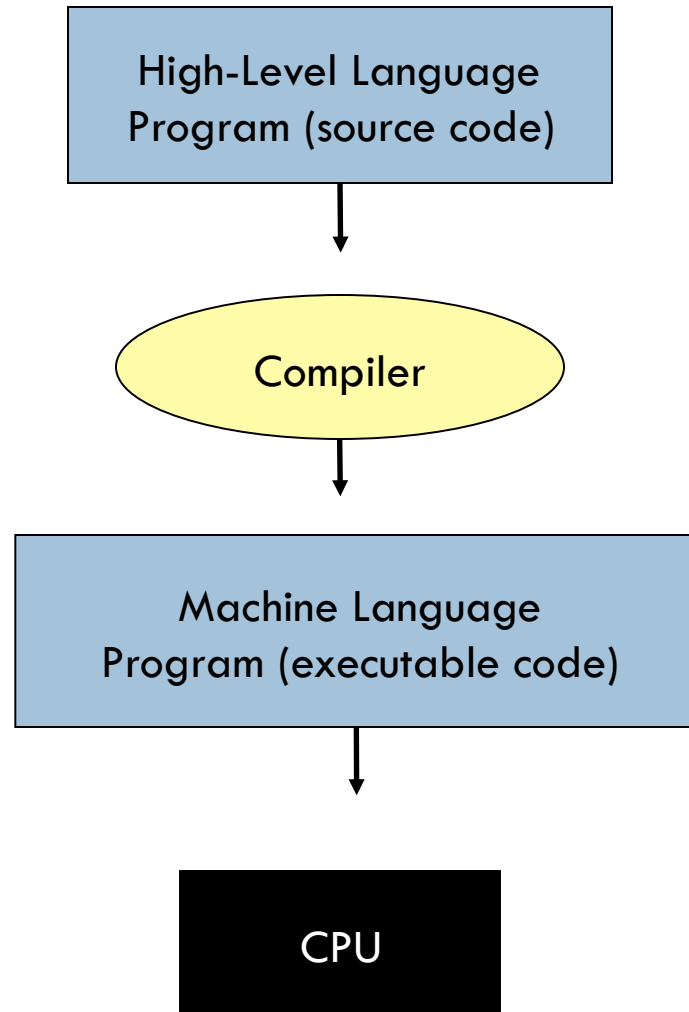 High-Level Language
Program (source code)
Compiler
Machine Language
Program (executable code)
CPU